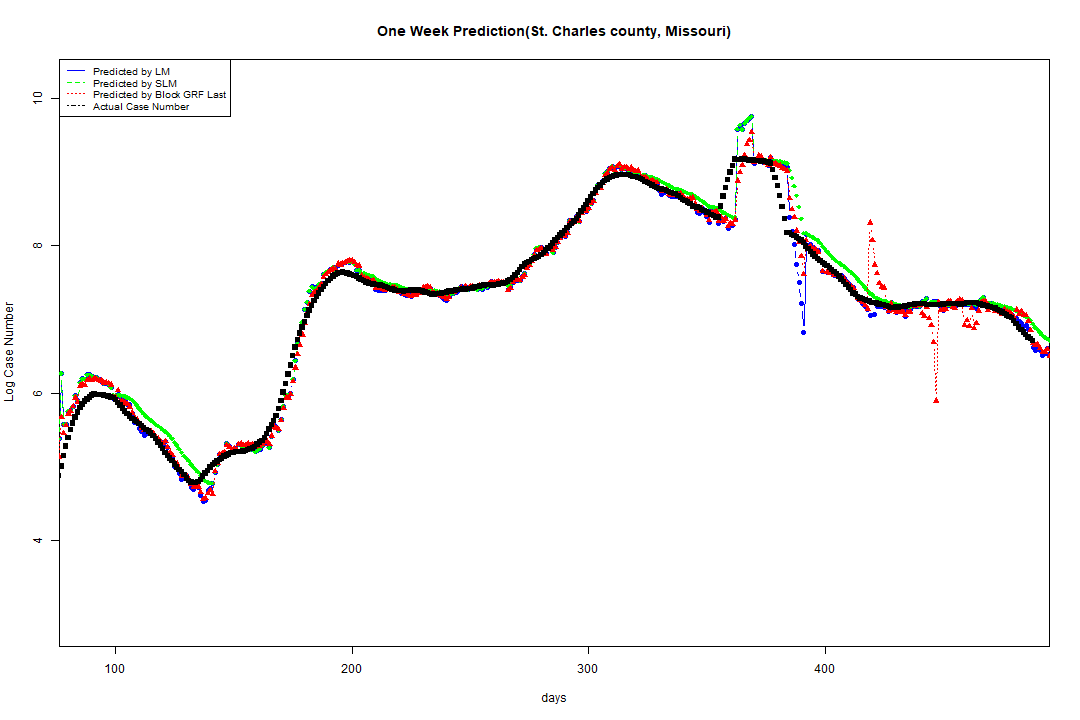 One Week Prediction(St. Charles county, Missouri)
Predicted by LM
Predicted by SLM
Predicted by Block GRF Last
Actual Case Number
10
8
6
4
Log Case Number
100 200 300 400
days